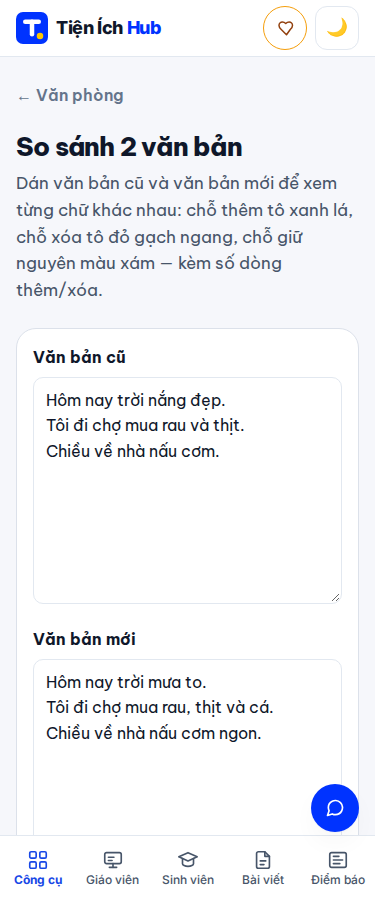 Tiện Ích Hub
← Văn phòng
So sánh 2 văn bản
Dán văn bản cũ và văn bản mới để xem
từng chữ khác nhau: chỗ thêm tô xanh lá,
chỗ xóa tô đỏ gạch ngang, chỗ giữ
nguyên màu xám — kèm số dòng
thêm/xóa.
Văn bản cũ
Hôm nay trời nắng đẹp.
Tôi đi chợ mua rau và thịt.
Chiều về nhà nấu cơm.
Văn bản mới
Hôm nay trời mưa to.
Tôi đi chợ mua rau, thịt và cá.
Chiều về nhà nấu cơm ngon.
Công cụ
Giáo viên
Sinh viên
Bài viết
Điểm báo